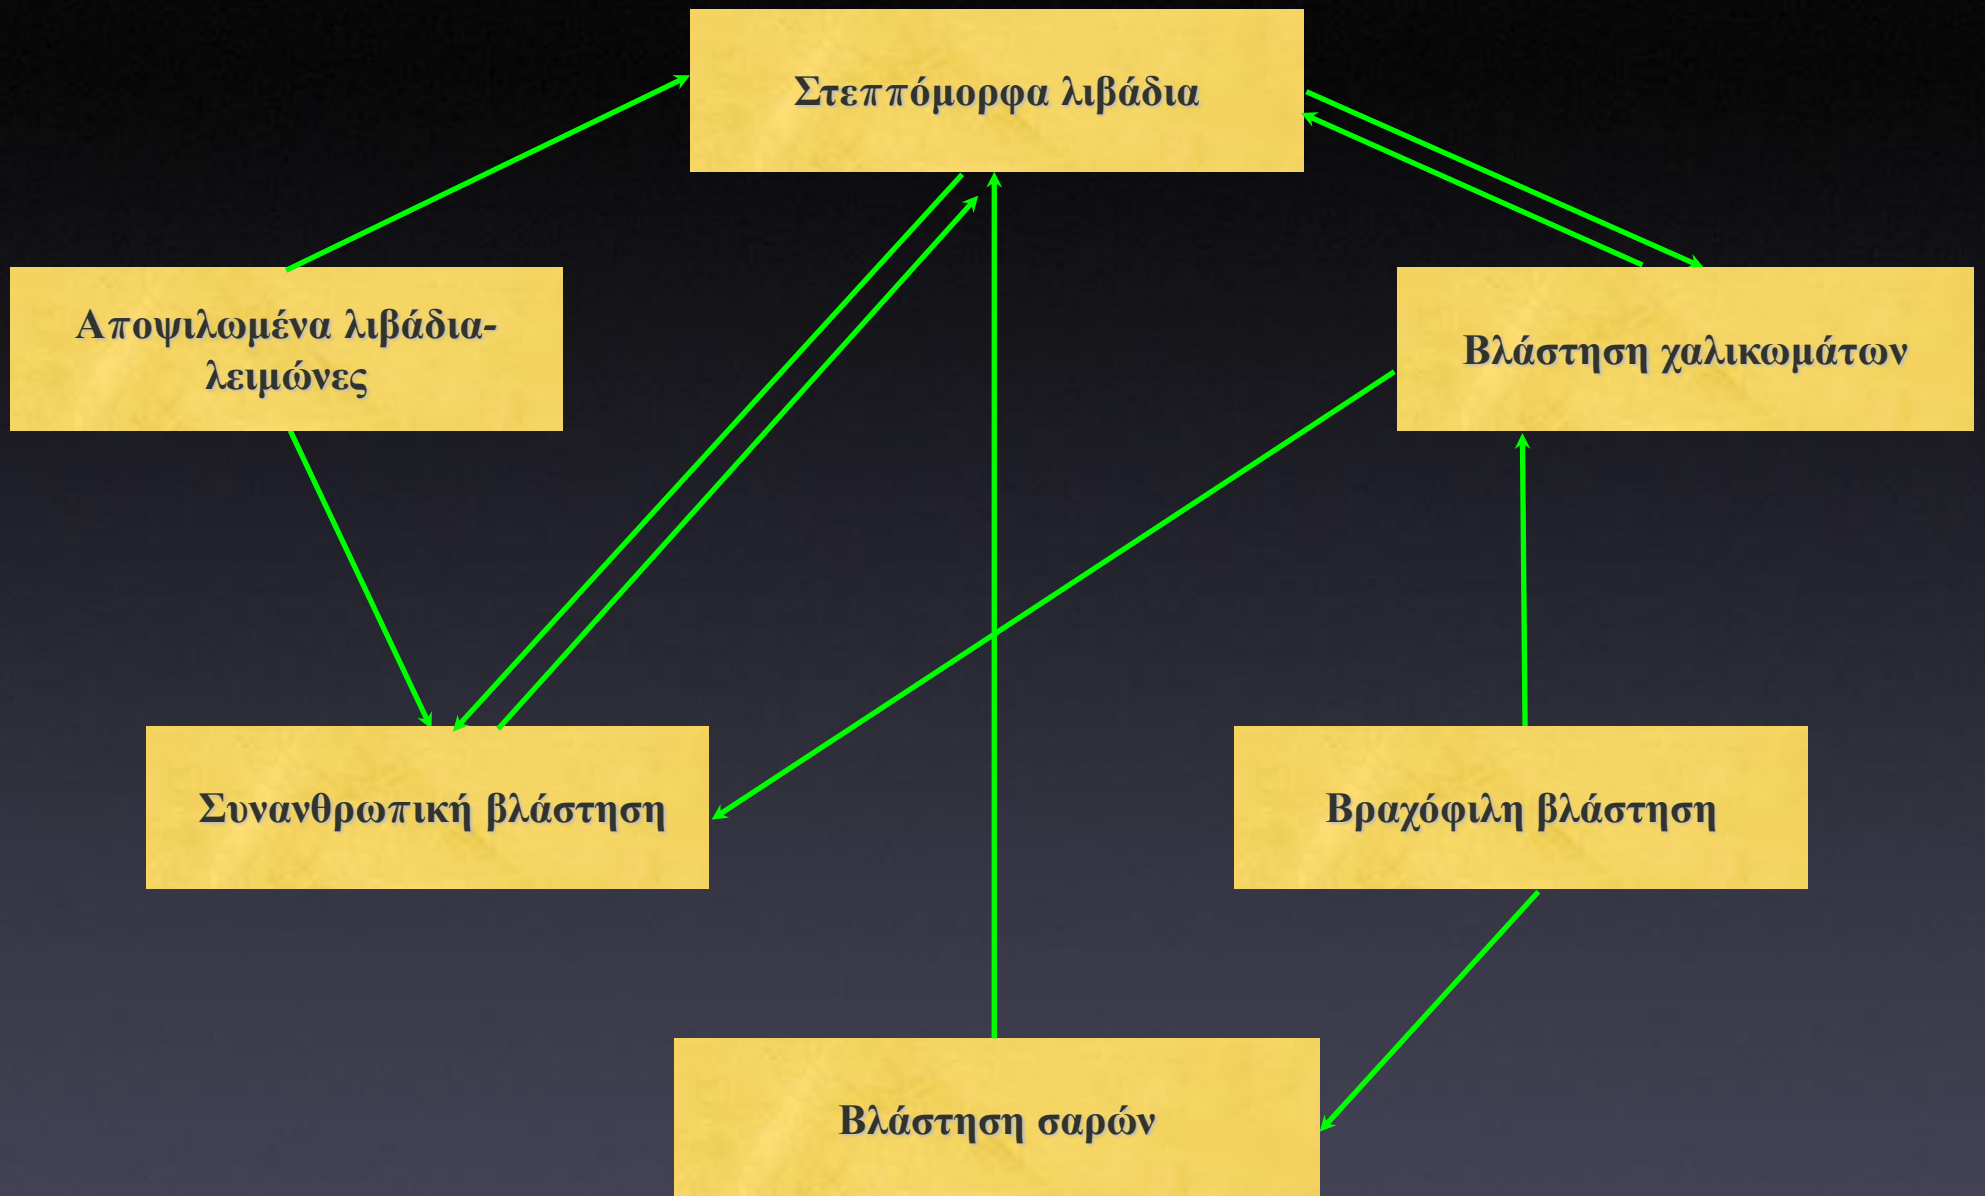 Στεππόμορφα λιβάδια
Αποψιλωμένα λιβάδια-
λειμώνες
Βλάστηση χαλικωμάτων
Συνανθρωπική βλάστηση
Βραχόφιλη βλάστηση
Βλάστηση σαρών